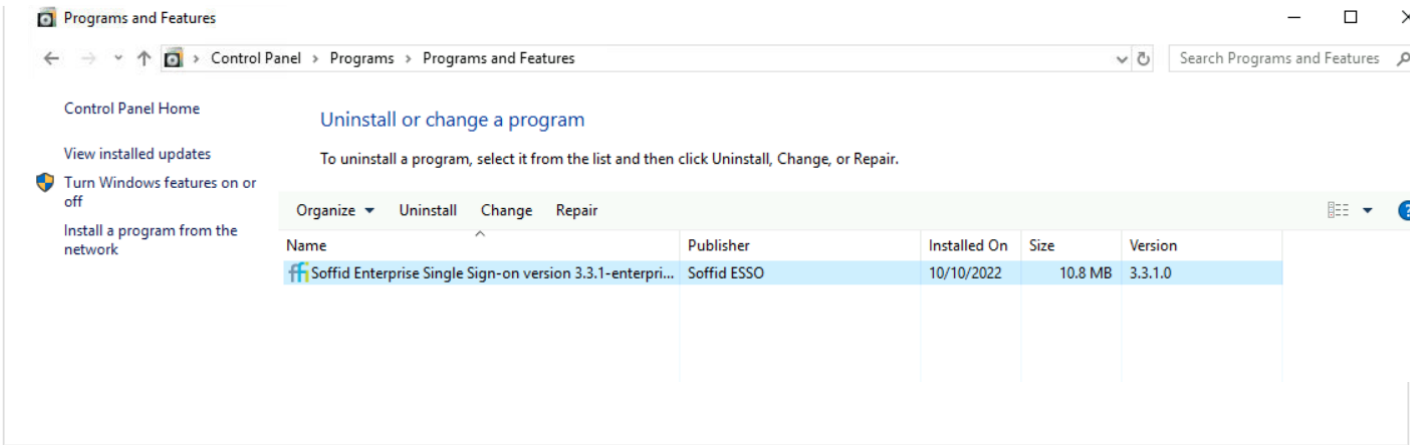 Programs and Features
Control Panel > Programs > Programs and Features
Search Programs and Features
Control Panel Home
View installed updates
Turn Windows features on or
off
Install a program from the
network
Uninstall or change a program
To uninstall a program, select it from the list and then click Uninstall, Change, or Repair.
Organize Uninstall Change Repair
Name Publisher Installed On Size Version
Soffid Enterprise Single Sign-on version 3.3.1-enterpri... Soffid ESSO 10/10/2022 10.8 MB 3.3.1.0